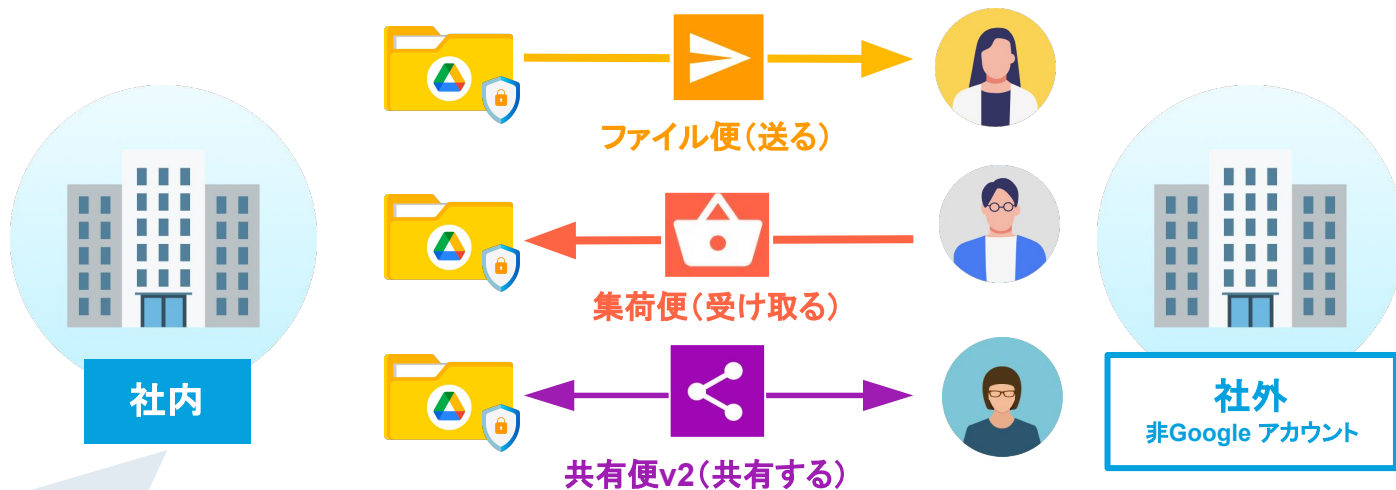 ファイル便(送る)
集荷便(受け取る)
社内
社外
非Google アカウント
共有便v2(共有する)